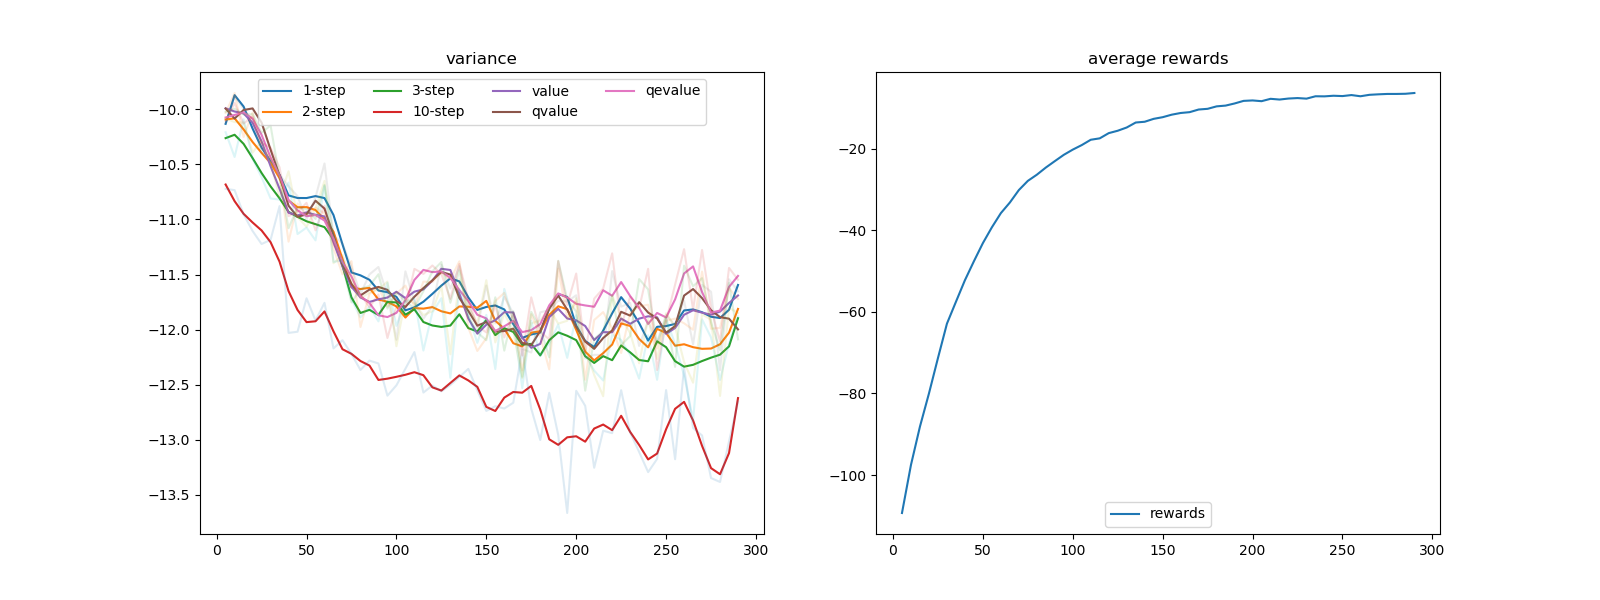 variance
1-step 3-step value qevalue
2-step 10-step qvalue
−10.0
−10.5
−11.0
−11.5
−12.0
−12.5
−13.0
−13.5
0 50 100 150 200 250 300
average rewards
−20
−40
−60
−80
−100
rewards
0 50 100 150 200 250 300